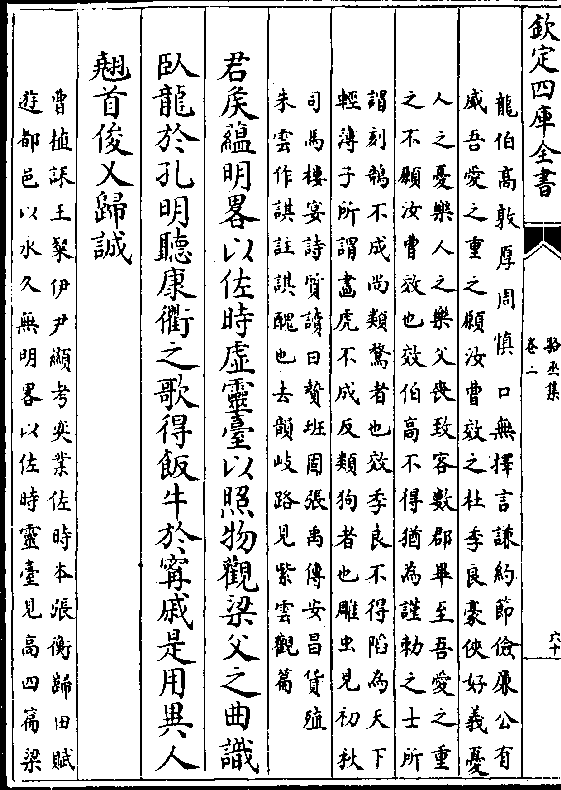 欽定四庫全書
駱丞集
卷二
六十
龍伯高敦厚周慎口無擇言謙約節儉廉公有
威吾愛之重之願汝曹效之杜季良豪俠好義憂
人之憂樂人之樂父喪致客數郡畢至吾愛之重
之不願汝曹效也效伯高不得猶為謹勅之士所
謂刻鵠不成尚類鶩者也效季良不得陷為天下
輕薄子所謂畫虎不成反類狗者也雕虫見初秋
司馬樓宴詩質讀曰贄班固張禹傳安昌貨殖
朱雲作諆註諆醜也去韻岐路見紫雲觀篇
君矦蘊明畧以佐時虛靈臺以照物觀梁父之曲識
臥龍於孔明聽康衢之歌得飯牛於甯戚是用異人
翹首俊乂歸誠
曹植誄王粲伊尹顯考奕業佐時本張衡歸田賦
遊都邑以永久無明畧以佐時靈臺見高四篇梁